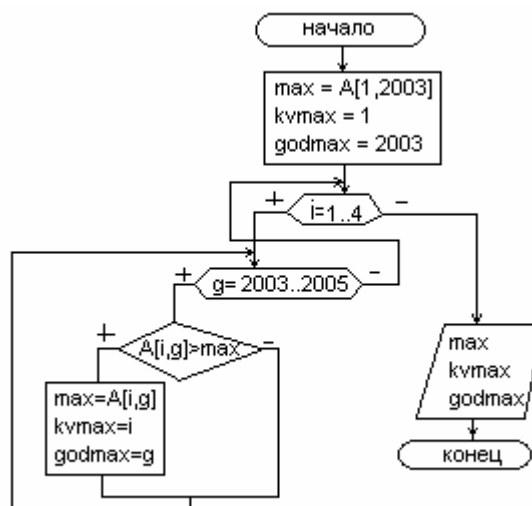 начало
max = A[1,2003]
kvmax = 1
godmax = 2003
+
i=1..4
-
+
g= 2003..2005
-
+
A[i,g]>max
-
max=A[i,g]
kvmax=i
godmax=g
max
kvmax
godmax
конец